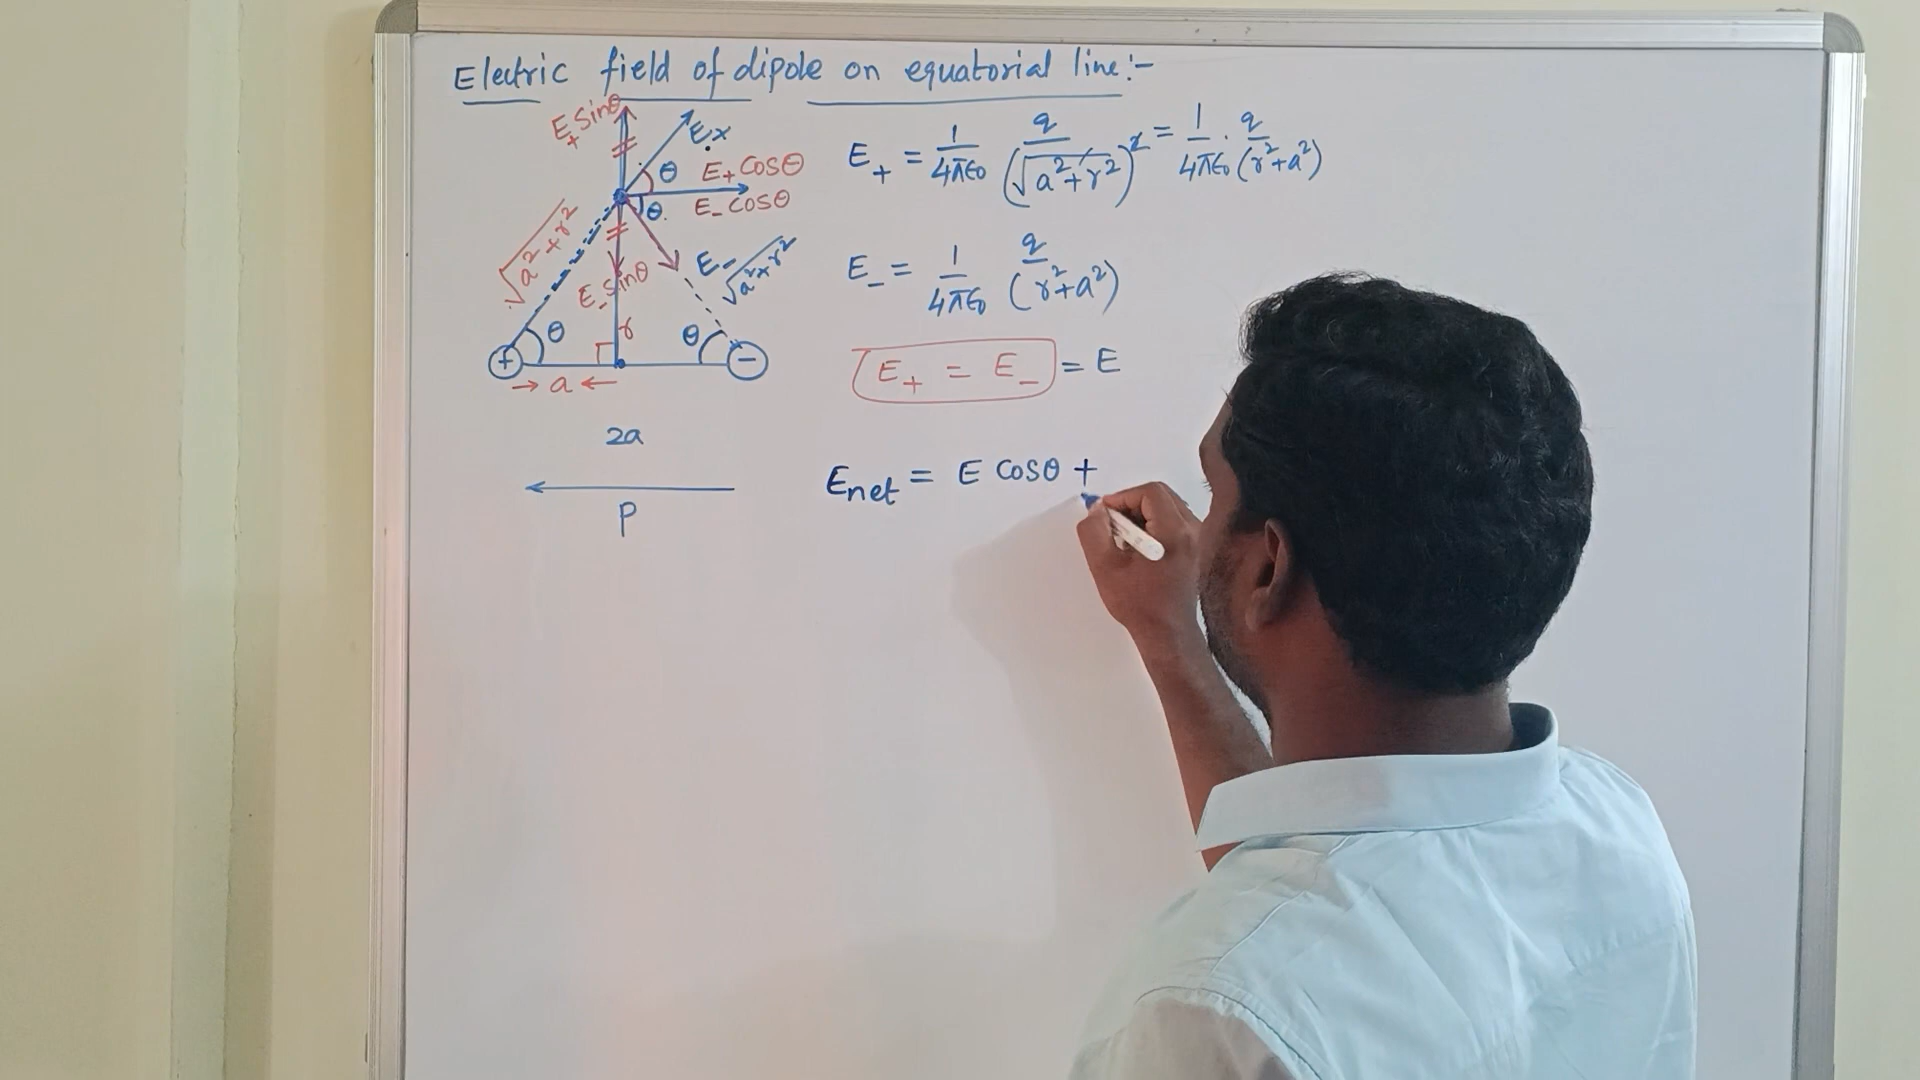 Electric field of dipole on equatorial line:-
E+ Sinθ
E+
θ
E+ Cosθ
E- Cosθ
θ
√a²+r²
E- Sinθ
E-
√a²+r²
r
θ
θ
+
-
→ a ←
2a
P
E+ = 1/4πε₀ q/(√a²+r²)² = 1/4πε₀ · q/(r²+a²)
E- = 1/4πε₀ q/(r²+a²)
E+ = E- = E
Enet = E Cosθ +